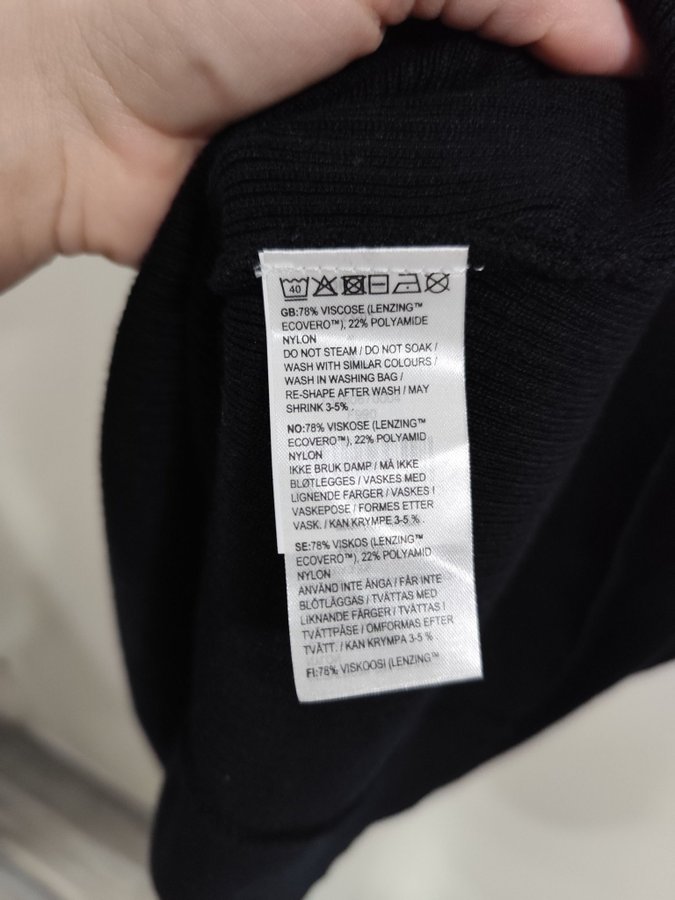 40
GB:78% VISCOSE (LENZING™
ECOVERO™), 22% POLYAMIDE
NYLON
DO NOT STEAM / DO NOT SOAK /
WASH WITH SIMILAR COLOURS /
WASH IN WASHING BAG /
RE-SHAPE AFTER WASH / MAY
SHRINK 3-5% .
NO:78% VISKOSE (LENZING™
ECOVERO™), 22% POLYAMID
NYLON
IKKE BRUK DAMP / MÅ IKKE
BLØTLEGGES / VASKES MED
LIGNENDE FARGER / VASKES I
VASKEPOSE / FORMES ETTER
VASK. / KAN KRYMPE 3-5 % .
SE:78% VISKOS (LENZING™
ECOVERO™), 22% POLYAMID
NYLON
ANVÄND INTE ÅNGA / FÅR INTE
BLÖTLÄGGAS / TVÄTTAS MED
LIKNANDE FÄRGER / TVÄTTAS I
TVÄTTPÅSE / OMFORMAS EFTER
TVÄTT. / KAN KRYMPA 3-5 % .
FI:78% VISKOOSI (LENZING™